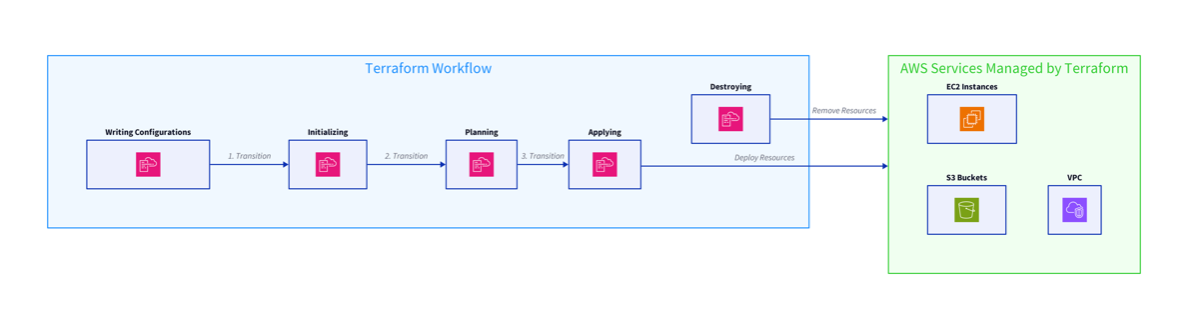 Terraform Workflow
AWS Services Managed by Terraform
Destroying
EC2 Instances
Remove Resources
Writing Configurations
Initializing
Planning
Applying
1. Transition
2. Transition
3. Transition
Deploy Resources
S3 Buckets
VPC